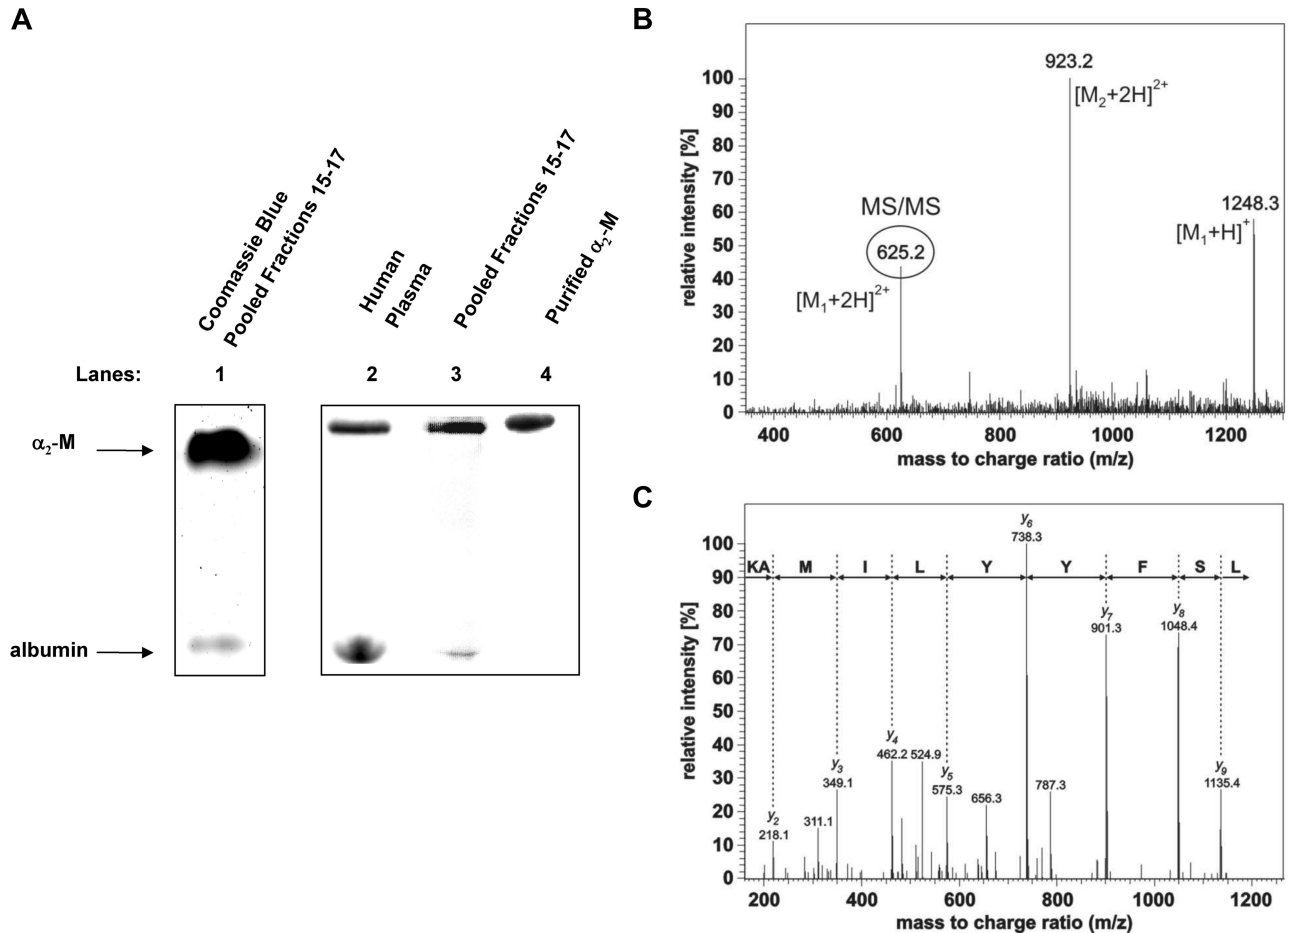 A
Coomassie Blue
Pooled Fractions 15-17
Human
Plasma
Pooled Fractions 15-17
Purified α2-M
Lanes: 1 2 3 4
α2-M
albumin
B
relative intensity [%]
100
90
80
70
60
50
40
30
20
10
0
923.2
[M2+2H]2+
MS/MS
625.2
[M1+2H]2+
1248.3
[M1+H]+
400 600 800 1000 1200
mass to charge ratio (m/z)
C
relative intensity [%]
100
90
80
70
60
50
40
30
20
10
0
KA M I L Y Y F S L
y2
218.1
311.1
y3
349.1
y4
462.2
524.9
y5
575.3
656.3
y6
738.3
787.3
y7
901.3
y8
1048.4
y9
1135.4
200 400 600 800 1000 1200
mass to charge ratio (m/z)